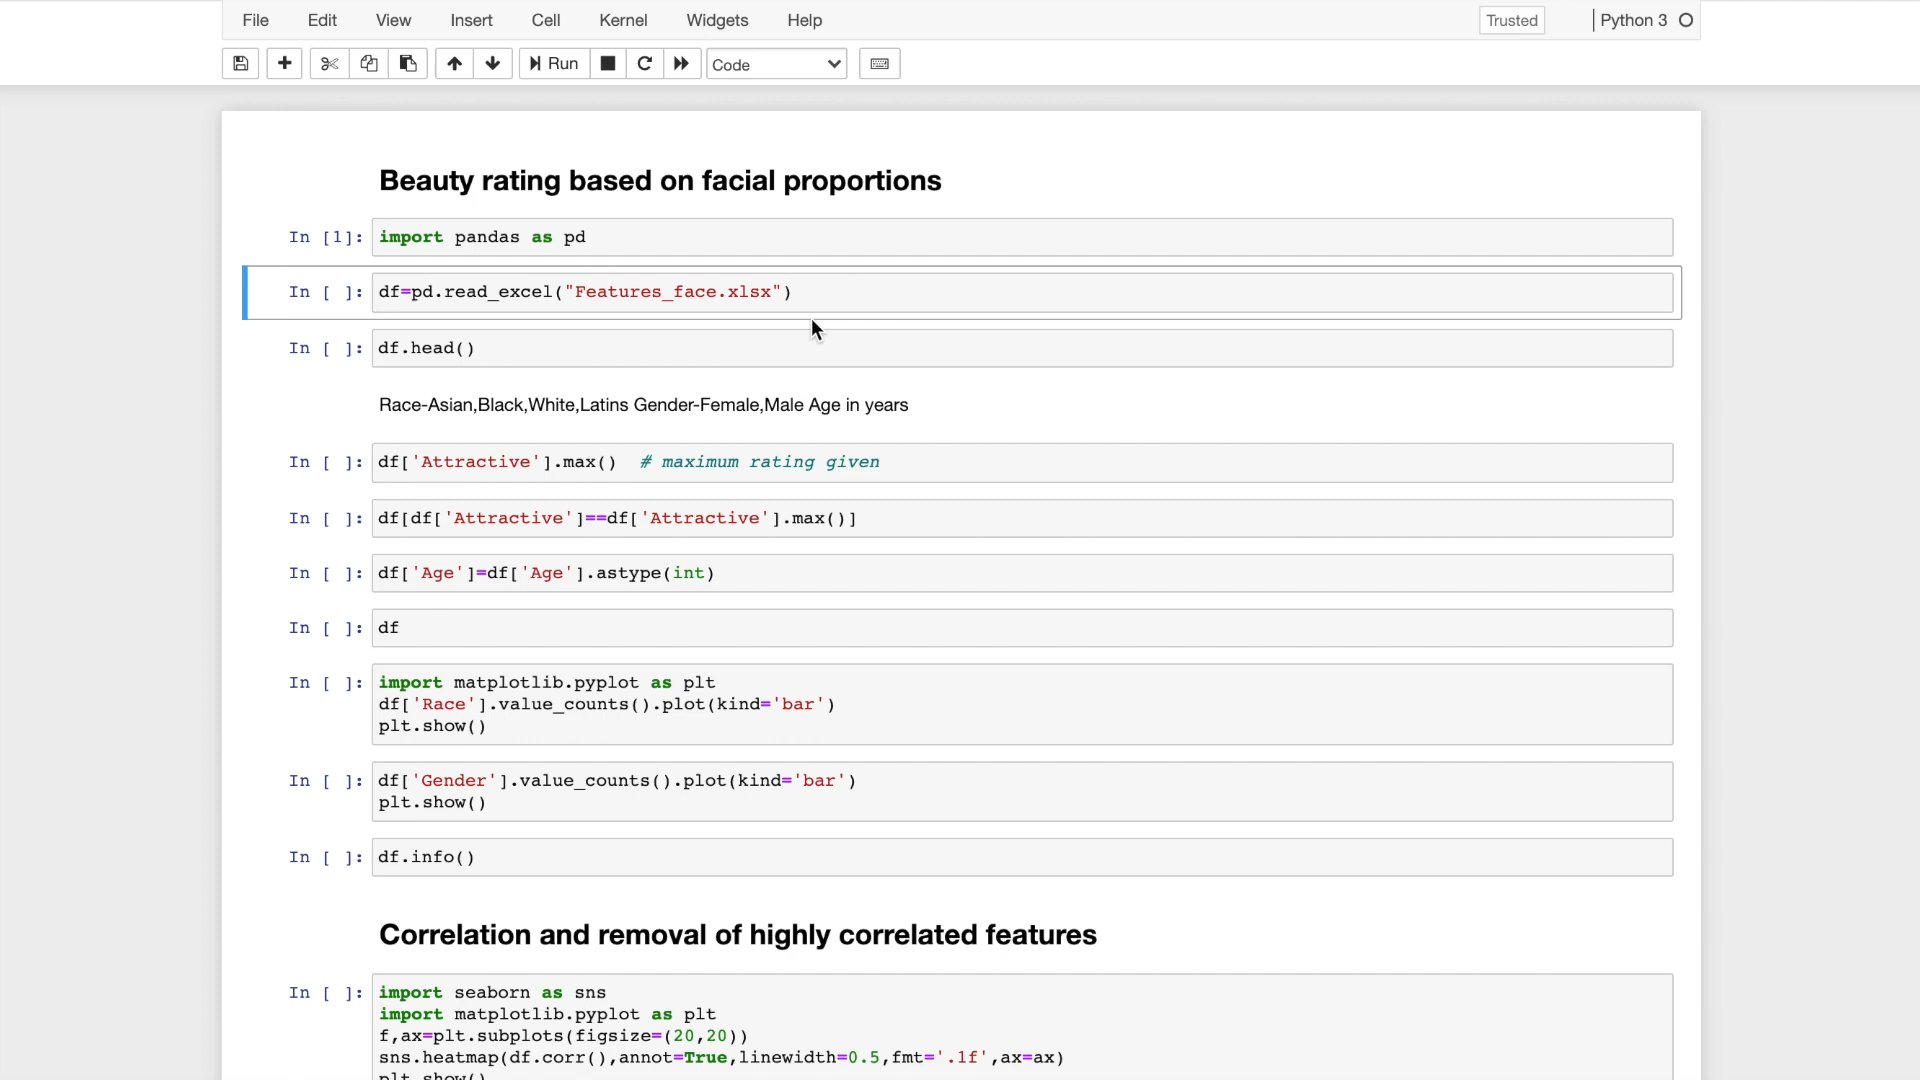 File Edit View Insert Cell Kernel Widgets Help Trusted Python 3
Run Code
Beauty rating based on facial proportions
In [1]: import pandas as pd
In [ ]: df=pd.read_excel("Features_face.xlsx")
In [ ]: df.head()
Race-Asian,Black,White,Latins Gender-Female,Male Age in years
In [ ]: df['Attractive'].max()  # maximum rating given
In [ ]: df[df['Attractive']==df['Attractive'].max()]
In [ ]: df['Age']=df['Age'].astype(int)
In [ ]: df
In [ ]: import matplotlib.pyplot as plt
df['Race'].value_counts().plot(kind='bar')
plt.show()
In [ ]: df['Gender'].value_counts().plot(kind='bar')
plt.show()
In [ ]: df.info()
Correlation and removal of highly correlated features
In [ ]: import seaborn as sns
import matplotlib.pyplot as plt
f,ax=plt.subplots(figsize=(20,20))
sns.heatmap(df.corr(),annot=True,linewidth=0.5,fmt='.1f',ax=ax)
plt.show()